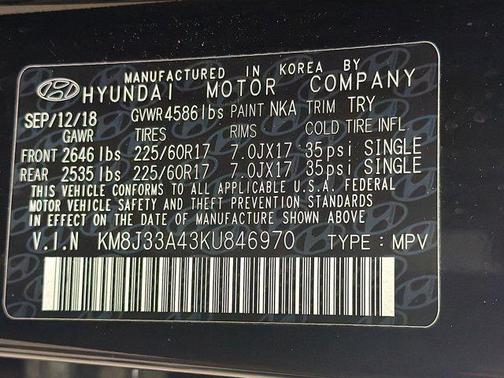 MANUFACTURED IN KOREA BY
HYUNDAI MOTOR COMPANY
SEP/12/18 GVWR 4586lbs PAINT NKA TRIM TRY
GAWR TIRES RIMS COLD TIRE INFL
FRONT 2646 lbs 225/60R17 7.0JX17 35psi SINGLE
REAR 2535 lbs 225/60R17 7.0JX17 35psi SINGLE
THIS VEHICLE CONFORMS TO ALL APPLICABLE U.S.A. FEDERAL
MOTOR VEHICLE SAFETY AND THEFT PREVENTION STANDARDS
IN EFFECT ON THE DATE OF MANUFACTURE SHOWN ABOVE.
V.I.N KM8J33A43KU846970 TYPE : MPV